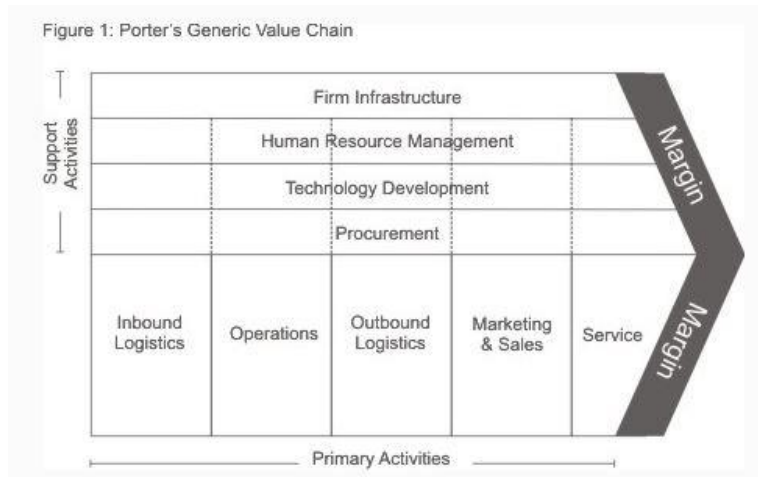 Figure 1: Porter's Generic Value Chain
Support
Activities
Firm Infrastructure
Human Resource Management
Technology Development
Procurement
Margin
Inbound
Logistics
Operations
Outbound
Logistics
Marketing
& Sales
Service
Margin
Primary Activities